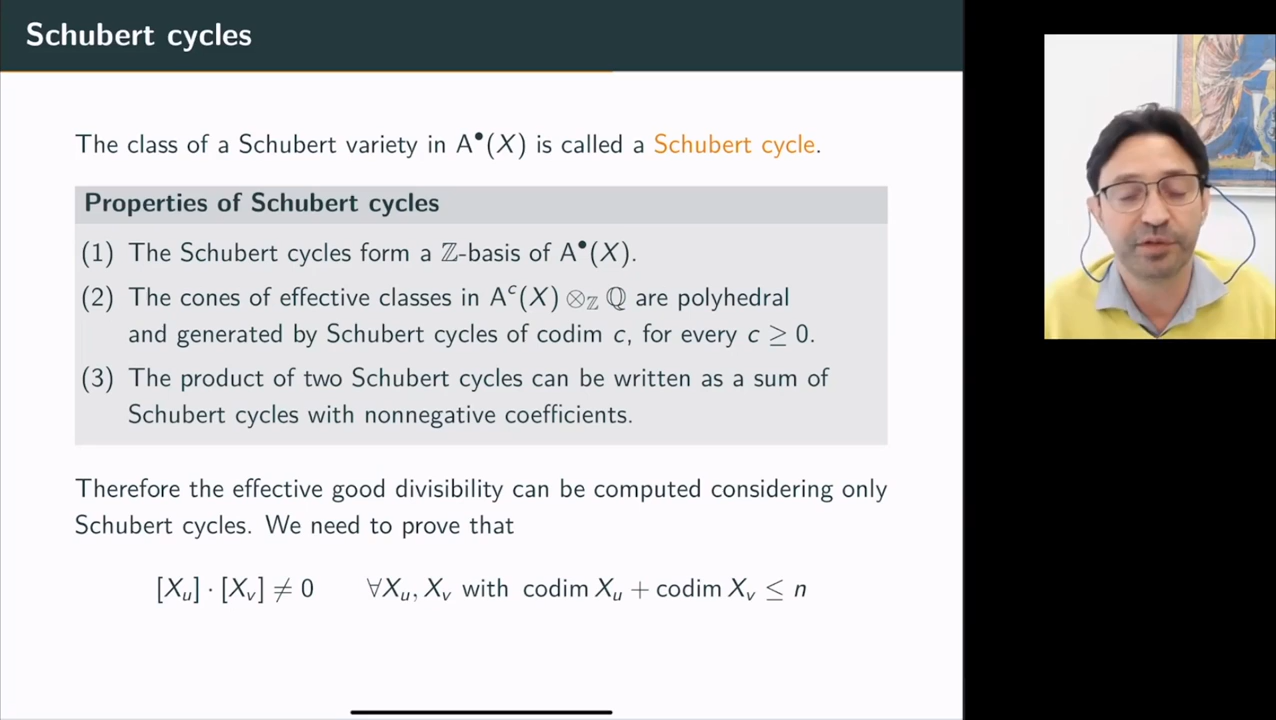 Schubert cycles
The class of a Schubert variety in A•(X) is called a Schubert cycle.
Properties of Schubert cycles
(1) The Schubert cycles form a ℤ-basis of A•(X).
(2) The cones of effective classes in Aᶜ(X) ⊗_ℤ ℚ are polyhedral
and generated by Schubert cycles of codim c, for every c ≥ 0.
(3) The product of two Schubert cycles can be written as a sum of
Schubert cycles with nonnegative coefficients.
Therefore the effective good divisibility can be computed considering only
Schubert cycles. We need to prove that
[X_u] · [X_v] ≠ 0 ∀X_u, X_v with codim X_u + codim X_v ≤ n